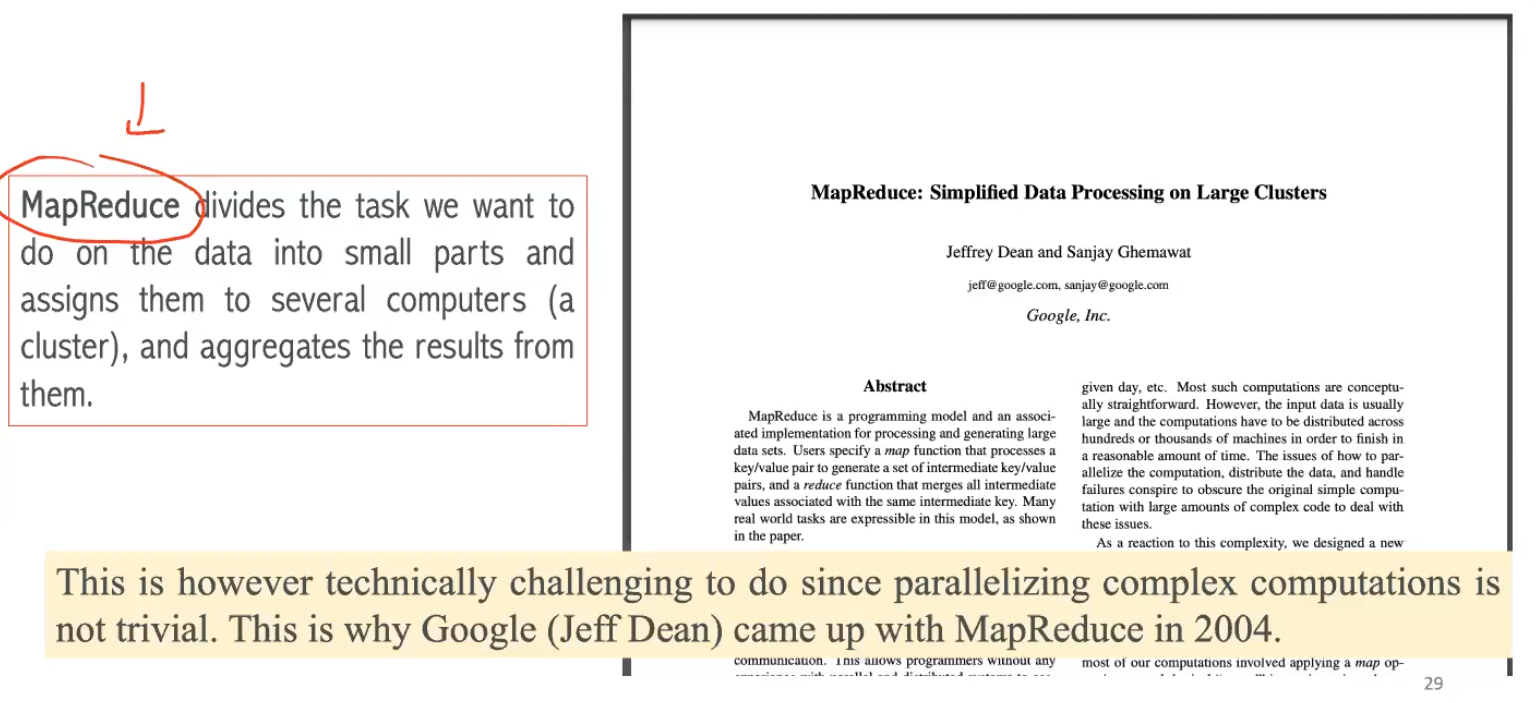 MapReduce divides the task we want to
do on the data into small parts and
assigns them to several computers (a
cluster), and aggregates the results from
them.
MapReduce: Simplified Data Processing on Large Clusters
Jeffrey Dean and Sanjay Ghemawat
jeff@google.com, sanjay@google.com
Google, Inc.
Abstract
MapReduce is a programming model and an associ-
ated implementation for processing and generating large
data sets. Users specify a map function that processes a
key/value pair to generate a set of intermediate key/value
pairs, and a reduce function that merges all intermediate
values associated with the same intermediate key. Many
real world tasks are expressible in this model, as shown
in the paper.
given day, etc. Most such computations are conceptu-
ally straightforward. However, the input data is usually
large and the computations have to be distributed across
hundreds or thousands of machines in order to finish in
a reasonable amount of time. The issues of how to par-
allelize the computation, distribute the data, and handle
failures conspire to obscure the original simple compu-
tation with large amounts of complex code to deal with
these issues.
As a reaction to this complexity, we designed a new
This is however technically challenging to do since parallelizing complex computations is
not trivial. This is why Google (Jeff Dean) came up with MapReduce in 2004.
communication. This allows programmers without any
most of our computations involved applying a map op-
29